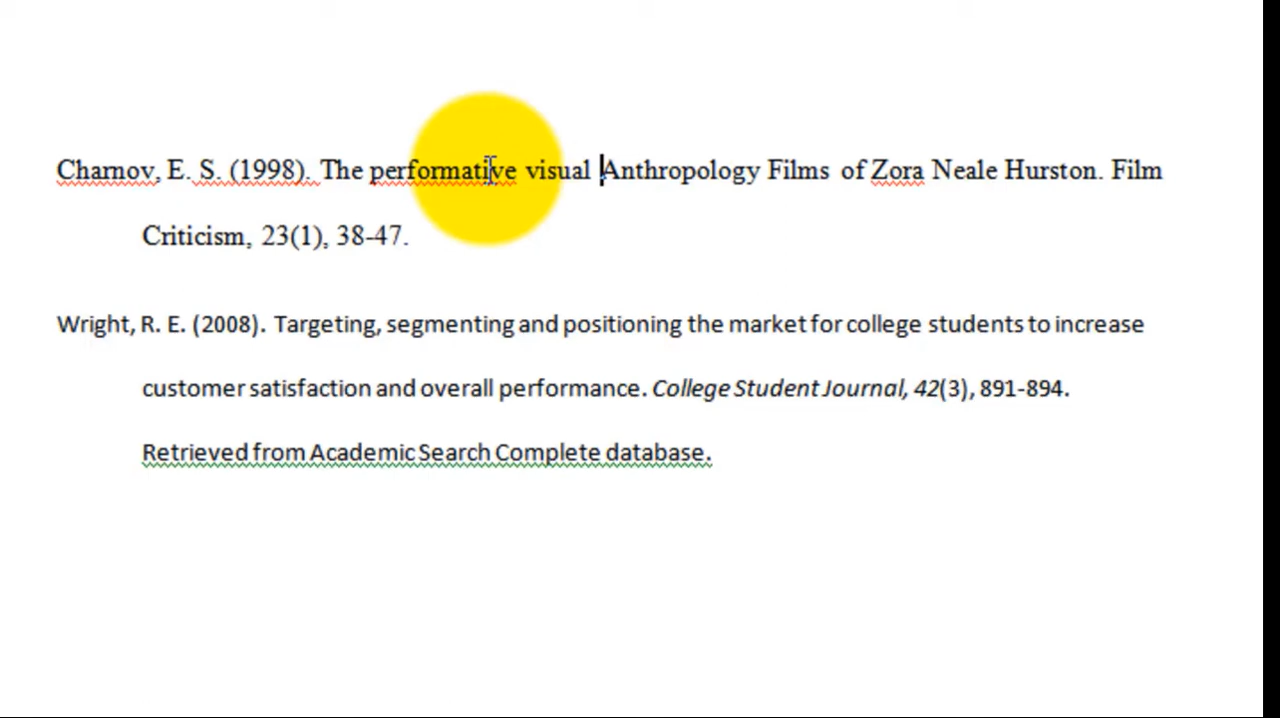 Charnov, E. S. (1998). The performative visual Anthropology Films of Zora Neale Hurston. Film
Criticism, 23(1), 38-47.
Wright, R. E. (2008). Targeting, segmenting and positioning the market for college students to increase
customer satisfaction and overall performance. College Student Journal, 42(3), 891-894.
Retrieved from Academic Search Complete database.